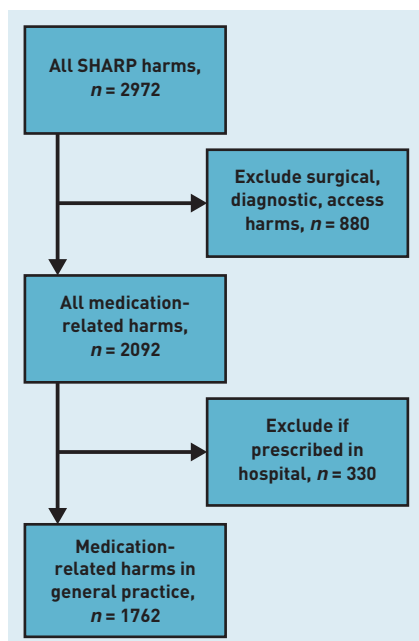 All SHARP harms,
n = 2972
Exclude surgical,
diagnostic, access
harms, n = 880
All medication-
related harms,
n = 2092
Exclude if
prescribed in
hospital, n = 330
Medication-
related harms in
general practice,
n = 1762